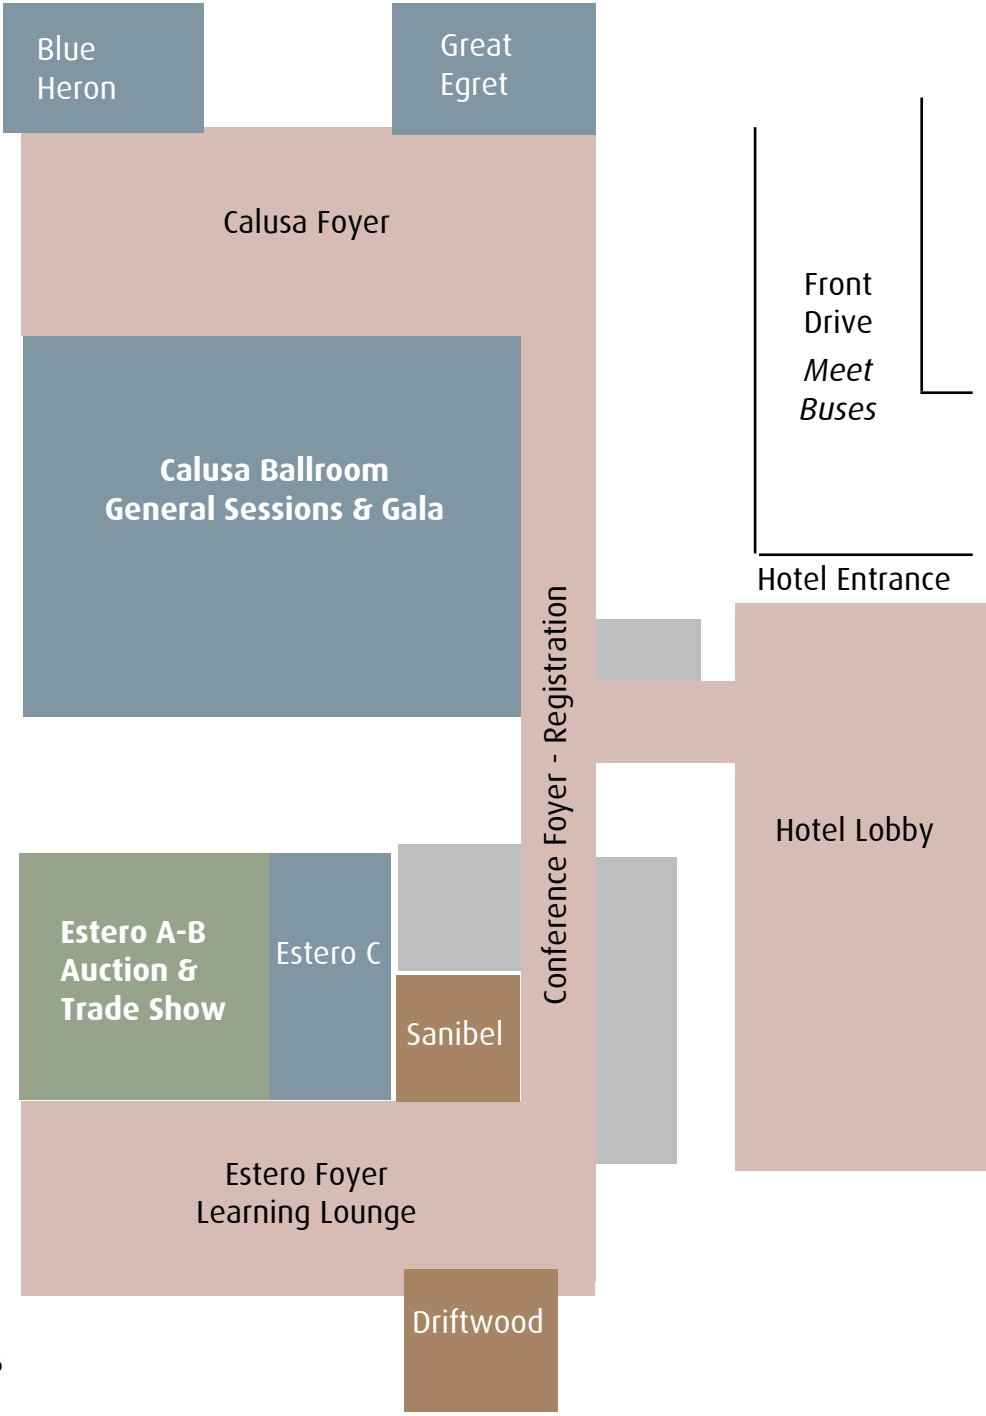 Blue
Heron
Great
Egret
Calusa Foyer
Front
Drive
Meet
Buses
Calusa Ballroom
General Sessions & Gala
Hotel Entrance
Conference Foyer - Registration
Hotel Lobby
Estero A-B
Auction &
Trade Show
Estero C
Sanibel
Estero Foyer
Learning Lounge
Driftwood